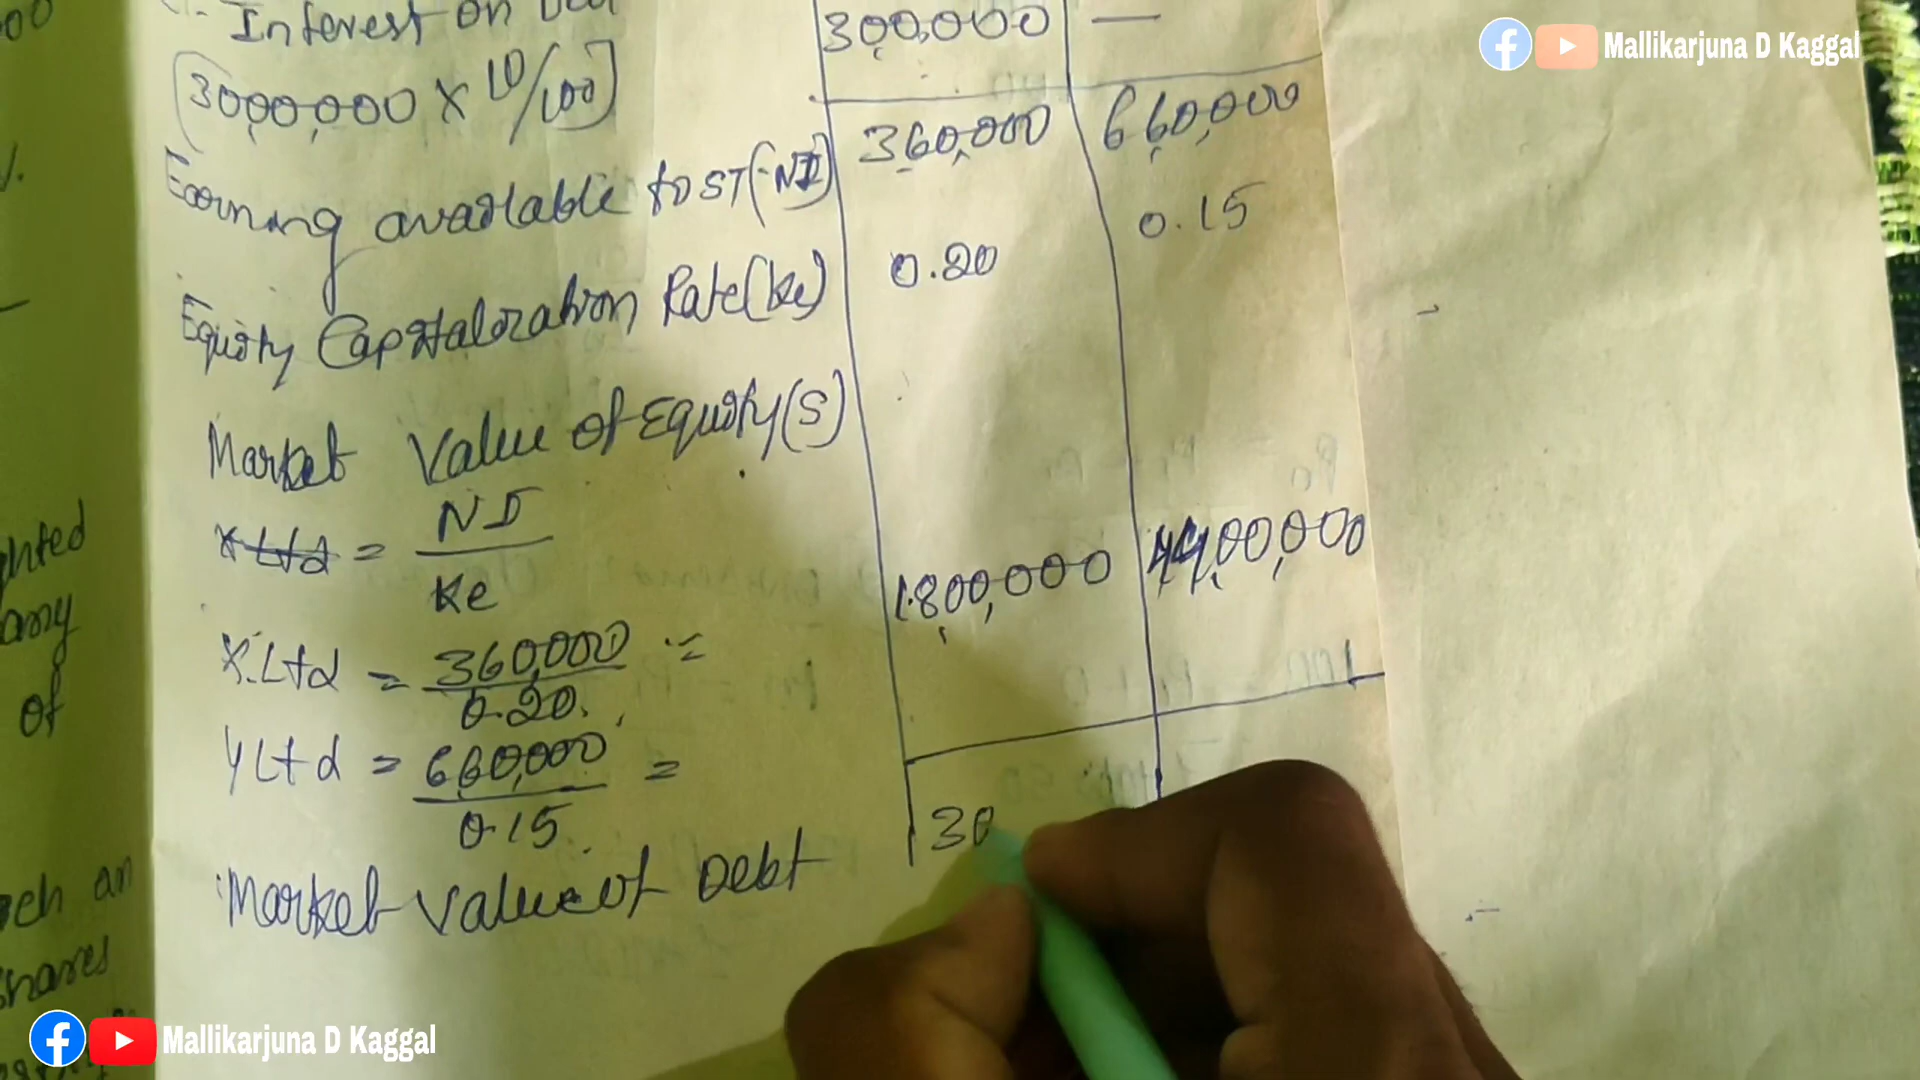 Interest on 300,000 —
[3000,000 × 10/100]
Earning available to ST(-NI) 360,000 660,000
Equity Capitalization Rate (ke) 0.20 0.15
Market Value of Equity (S)
X Ltd = NI
Ke
1800,000 4400,000
X.Ltd = 360,000 =
0.20.
Y Ltd = 660,000 =
0.15
Market value of Debt 30
of
Mallikarjuna D Kaggal
Mallikarjuna D Kaggal